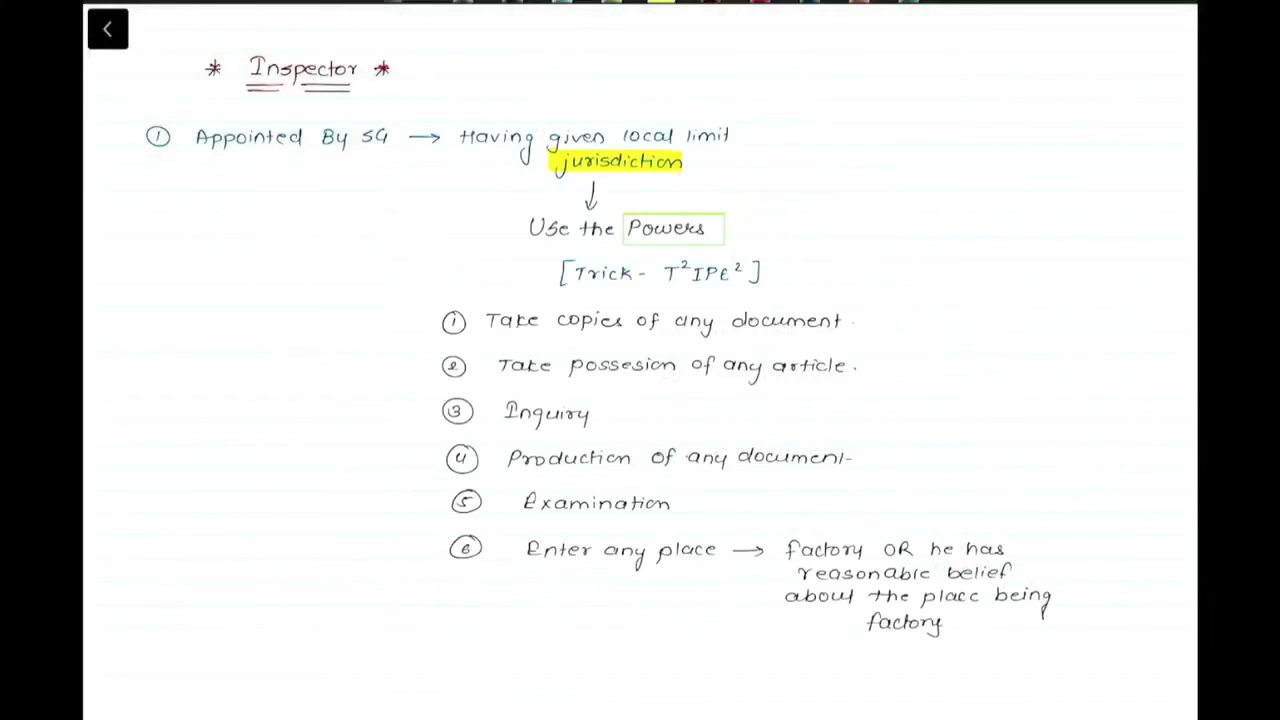 * Inspector *
① Appointed By SG → Having given local limit
jurisdiction
↓
Use the Powers
[Trick - T²IPE²]
① Take copies of any document.
② Take possesion of any article.
③ Inquiry
④ Production of any document-
⑤ Examination
⑥ Enter any place → factory OR he has
reasonable belief
about the place being
factory